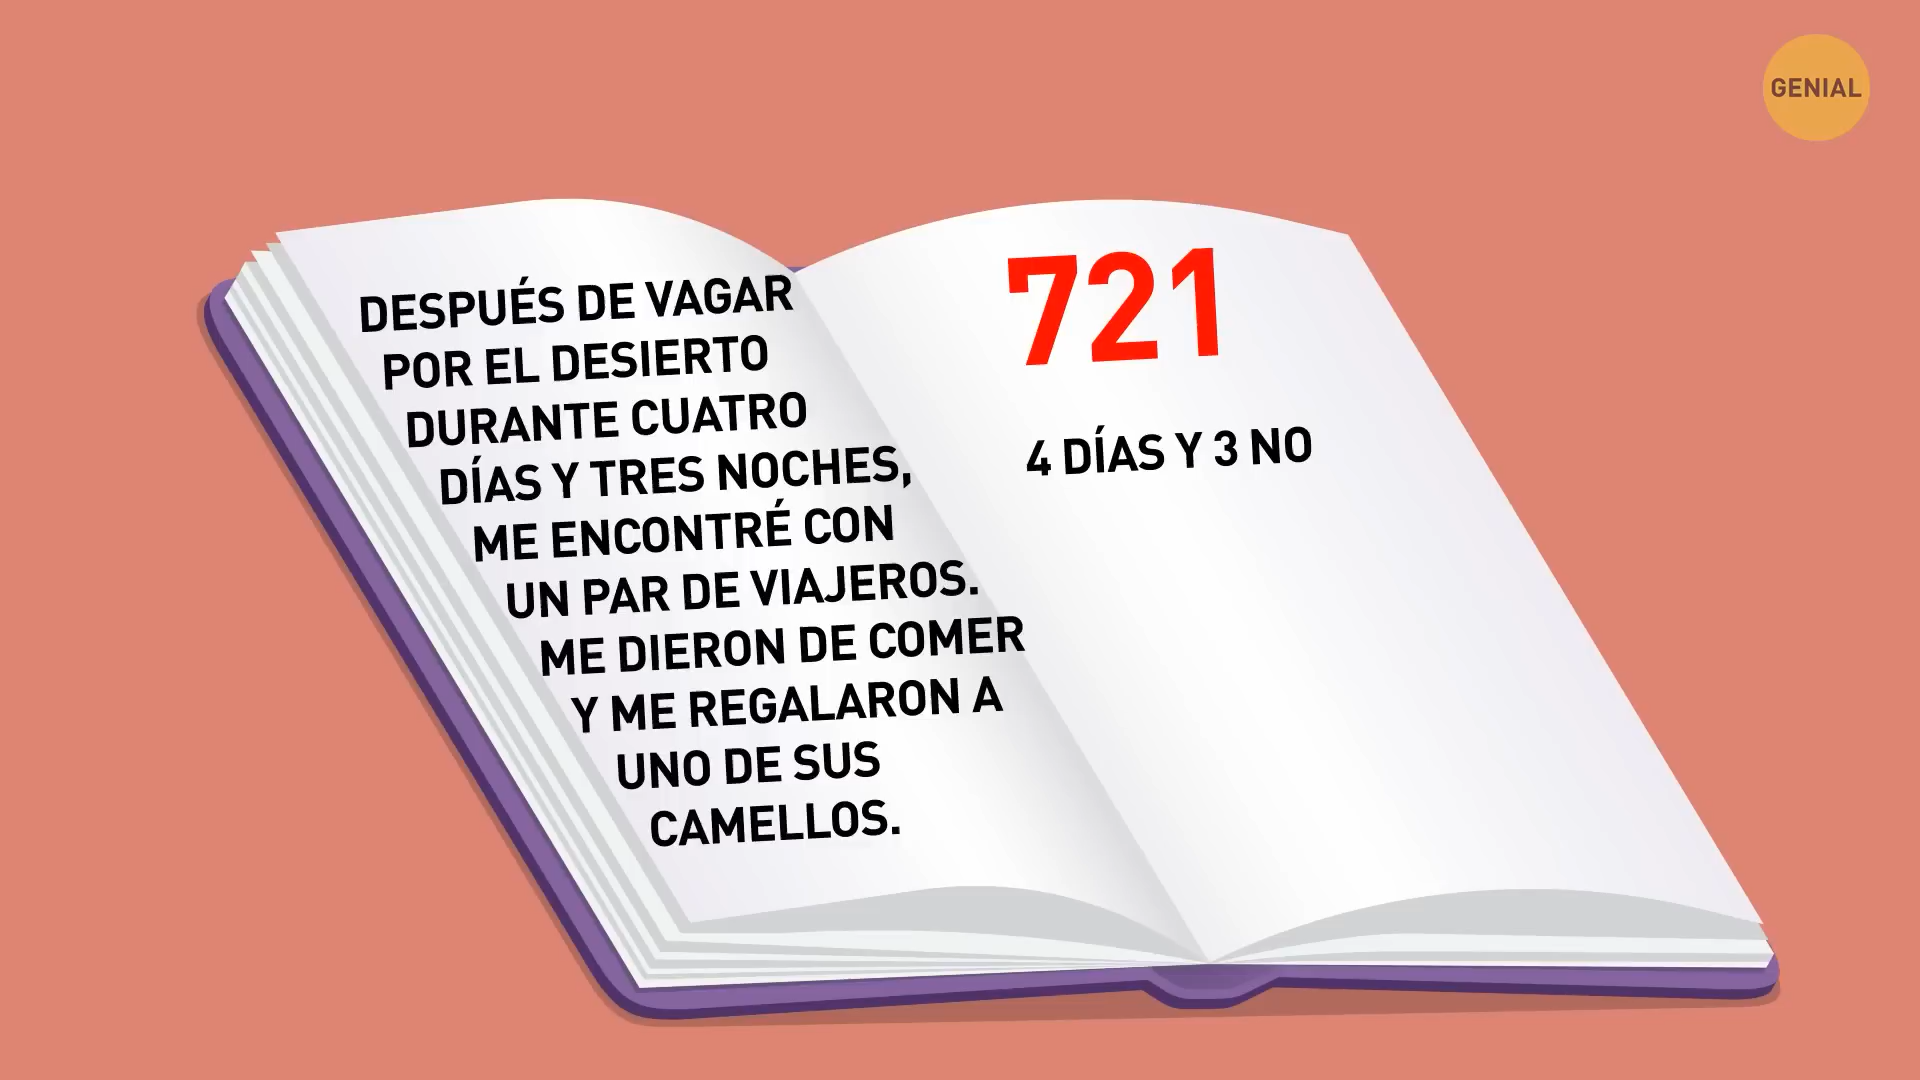 GENIAL
DESPUÉS DE VAGAR
POR EL DESIERTO
DURANTE CUATRO
DÍAS Y TRES NOCHES,
ME ENCONTRÉ CON
UN PAR DE VIAJEROS.
ME DIERON DE COMER
Y ME REGALARON A
UNO DE SUS
CAMELLOS.
721
4 DÍAS Y 3 NO